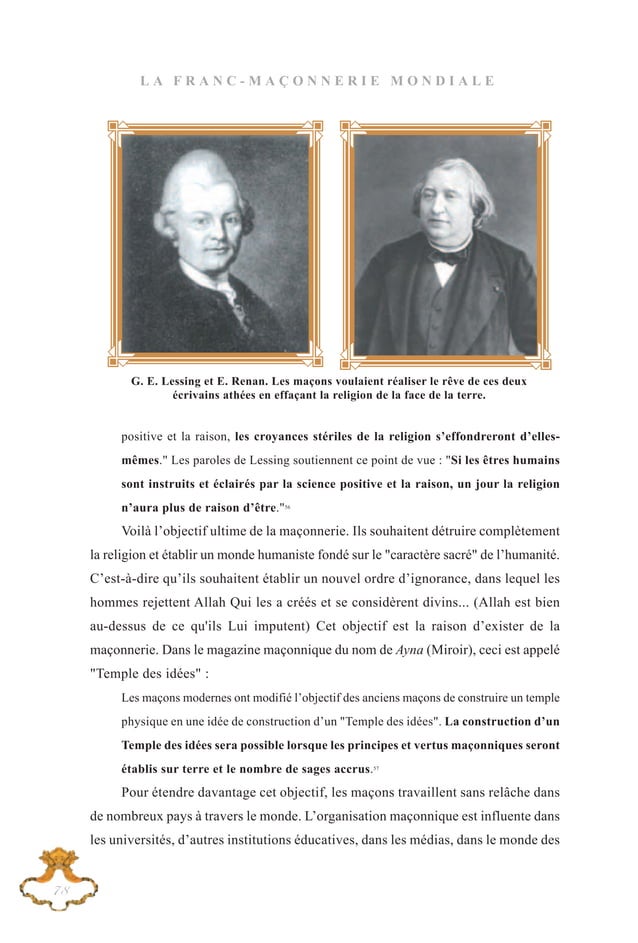 LA FRANC-MAÇONNERIE MONDIALE
G. E. Lessing et E. Renan. Les maçons voulaient réaliser le rêve de ces deux
écrivains athées en effaçant la religion de la face de la terre.
positive et la raison, les croyances stériles de la religion s’effondreront d’elles-
mêmes." Les paroles de Lessing soutiennent ce point de vue : "Si les êtres humains
sont instruits et éclairés par la science positive et la raison, un jour la religion
n’aura plus de raison d’être."56
Voilà l’objectif ultime de la maçonnerie. Ils souhaitent détruire complètement
la religion et établir un monde humaniste fondé sur le "caractère sacré" de l’humanité.
C’est-à-dire qu’ils souhaitent établir un nouvel ordre d’ignorance, dans lequel les
hommes rejettent Allah Qui les a créés et se considèrent divins... (Allah est bien
au-dessus de ce qu'ils Lui imputent) Cet objectif est la raison d’exister de la
maçonnerie. Dans le magazine maçonnique du nom de Ayna (Miroir), ceci est appelé
"Temple des idées" :
Les maçons modernes ont modifié l’objectif des anciens maçons de construire un temple
physique en une idée de construction d’un "Temple des idées". La construction d’un
Temple des idées sera possible lorsque les principes et vertus maçonniques seront
établis sur terre et le nombre de sages accrus.57
Pour étendre davantage cet objectif, les maçons travaillent sans relâche dans
de nombreux pays à travers le monde. L’organisation maçonnique est influente dans
les universités, d’autres institutions éducatives, dans les médias, dans le monde des
78